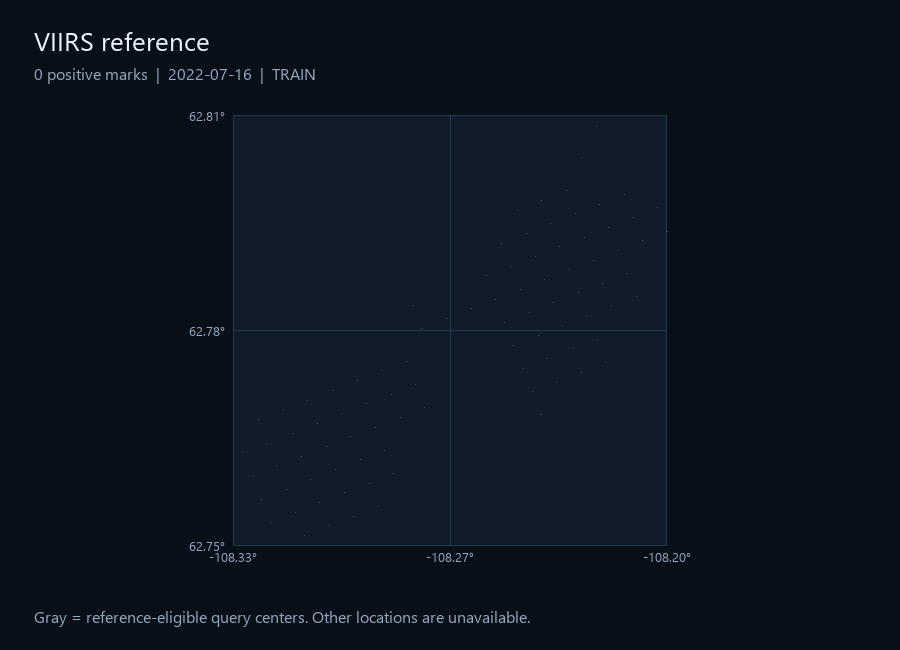 VIIRS reference
0 positive marks | 2022-07-16 | TRAIN
62.81°
62.78°
62.75°
-108.33°
-108.27°
-108.20°
Gray = reference-eligible query centers. Other locations are unavailable.